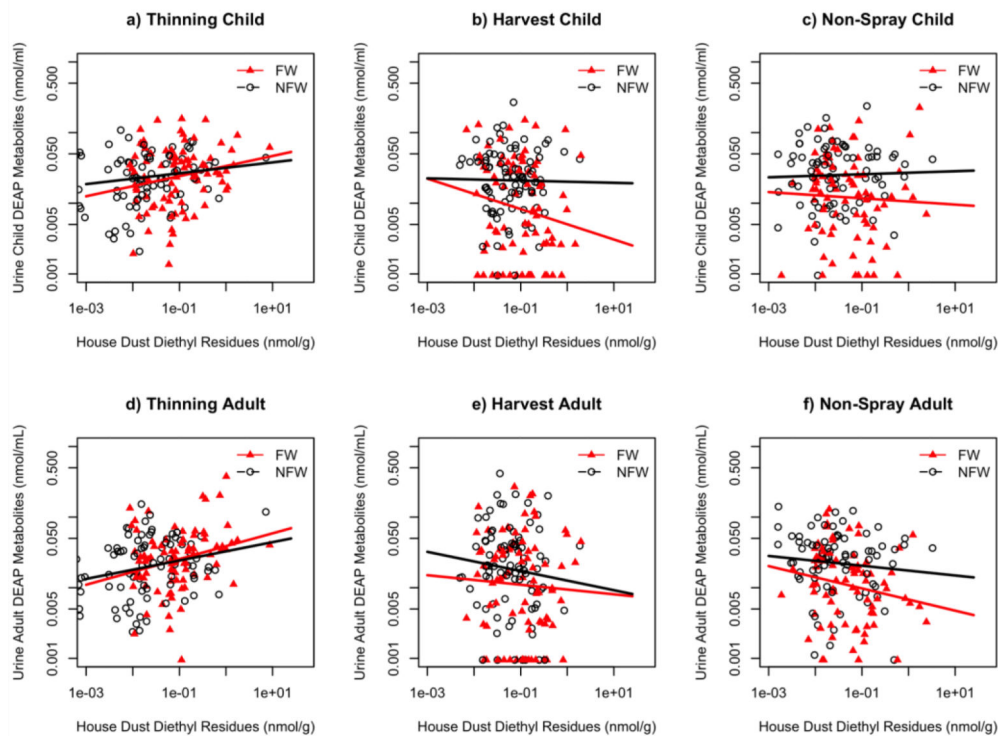 a) Thinning Child
b) Harvest Child
c) Non-Spray Child
Urine Child DEAP Metabolites (nmol/ml)
0.500
0.050
0.005
0.001
FW
NFW
1e-03 1e-01 1e+01
House Dust Diethyl Residues (nmol/g)
Urine Child DEAP Metabolites (nmol/ml)
0.500
0.050
0.005
0.001
FW
NFW
1e-03 1e-01 1e+01
House Dust Diethyl Residues (nmol/g)
Urine Child DEAP Metabolites (nmol/ml)
0.500
0.050
0.005
0.001
FW
NFW
1e-03 1e-01 1e+01
House Dust Diethyl Residues (nmol/g)
d) Thinning Adult
e) Harvest Adult
f) Non-Spray Adult
Urine Adult DEAP Metabolites (nmol/mL)
0.500
0.050
0.005
0.001
FW
NFW
1e-03 1e-01 1e+01
House Dust Diethyl Residues (nmol/g)
Urine Adult DEAP Metabolites (nmol/mL)
0.500
0.050
0.005
0.001
FW
NFW
1e-03 1e-01 1e+01
House Dust Diethyl Residues (nmol/g)
Urine Adult DEAP Metabolites (nmol/mL)
0.500
0.050
0.005
0.001
FW
NFW
1e-03 1e-01 1e+01
House Dust Diethyl Residues (nmol/g)